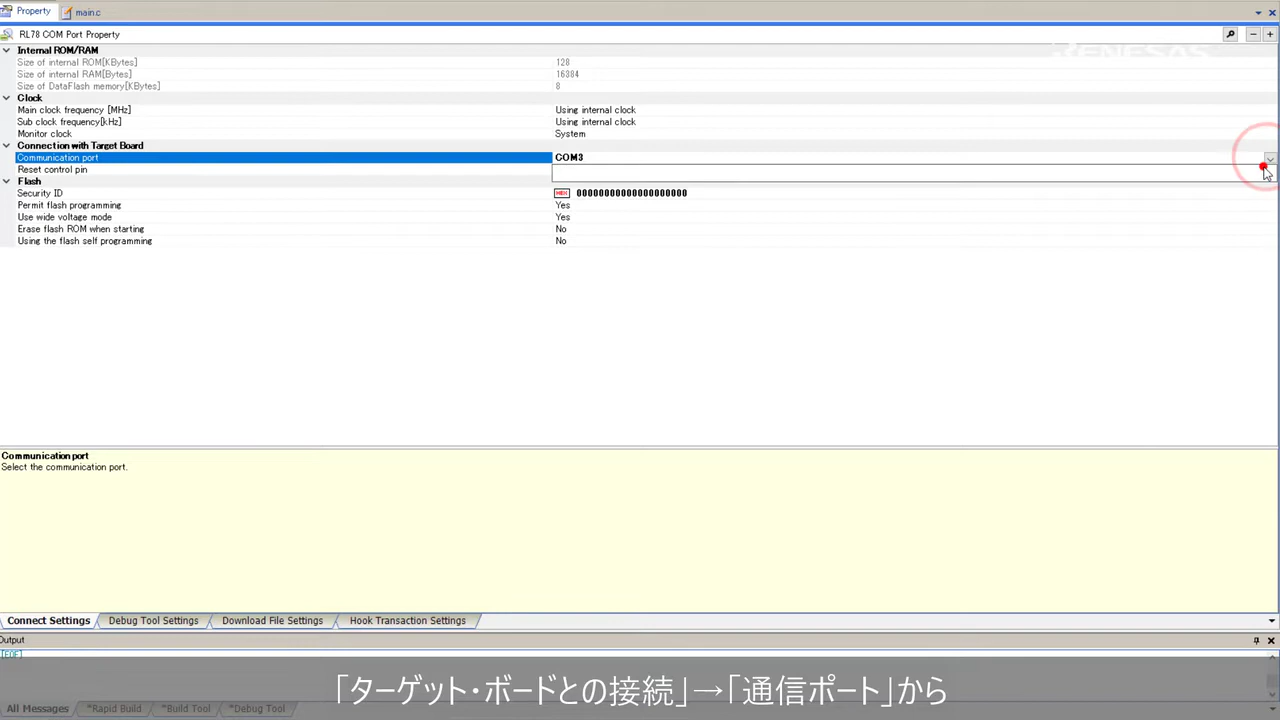 Property
main.c
RL78 COM Port Property
RENESAS
Internal ROM/RAM
Size of internal ROM[KBytes] 128
Size of internal RAM[Bytes] 16384
Size of DataFlash memory[KBytes] 8
Clock
Main clock frequency [MHz] Using internal clock
Sub clock frequency[kHz] Using internal clock
Monitor clock System
Connection with Target Board
Communication port COM3
Reset control pin
Flash
Security ID HEX 00000000000000000000
Permit flash programming Yes
Use wide voltage mode Yes
Erase flash ROM when starting No
Using the flash self programming No
Communication port
Select the communication port.
Connect Settings Debug Tool Settings Download File Settings Hook Transaction Settings
Output
[EOF]
「ターゲット・ボードとの接続」→「通信ポート」から
All Messages *Rapid Build *Build Tool *Debug Tool